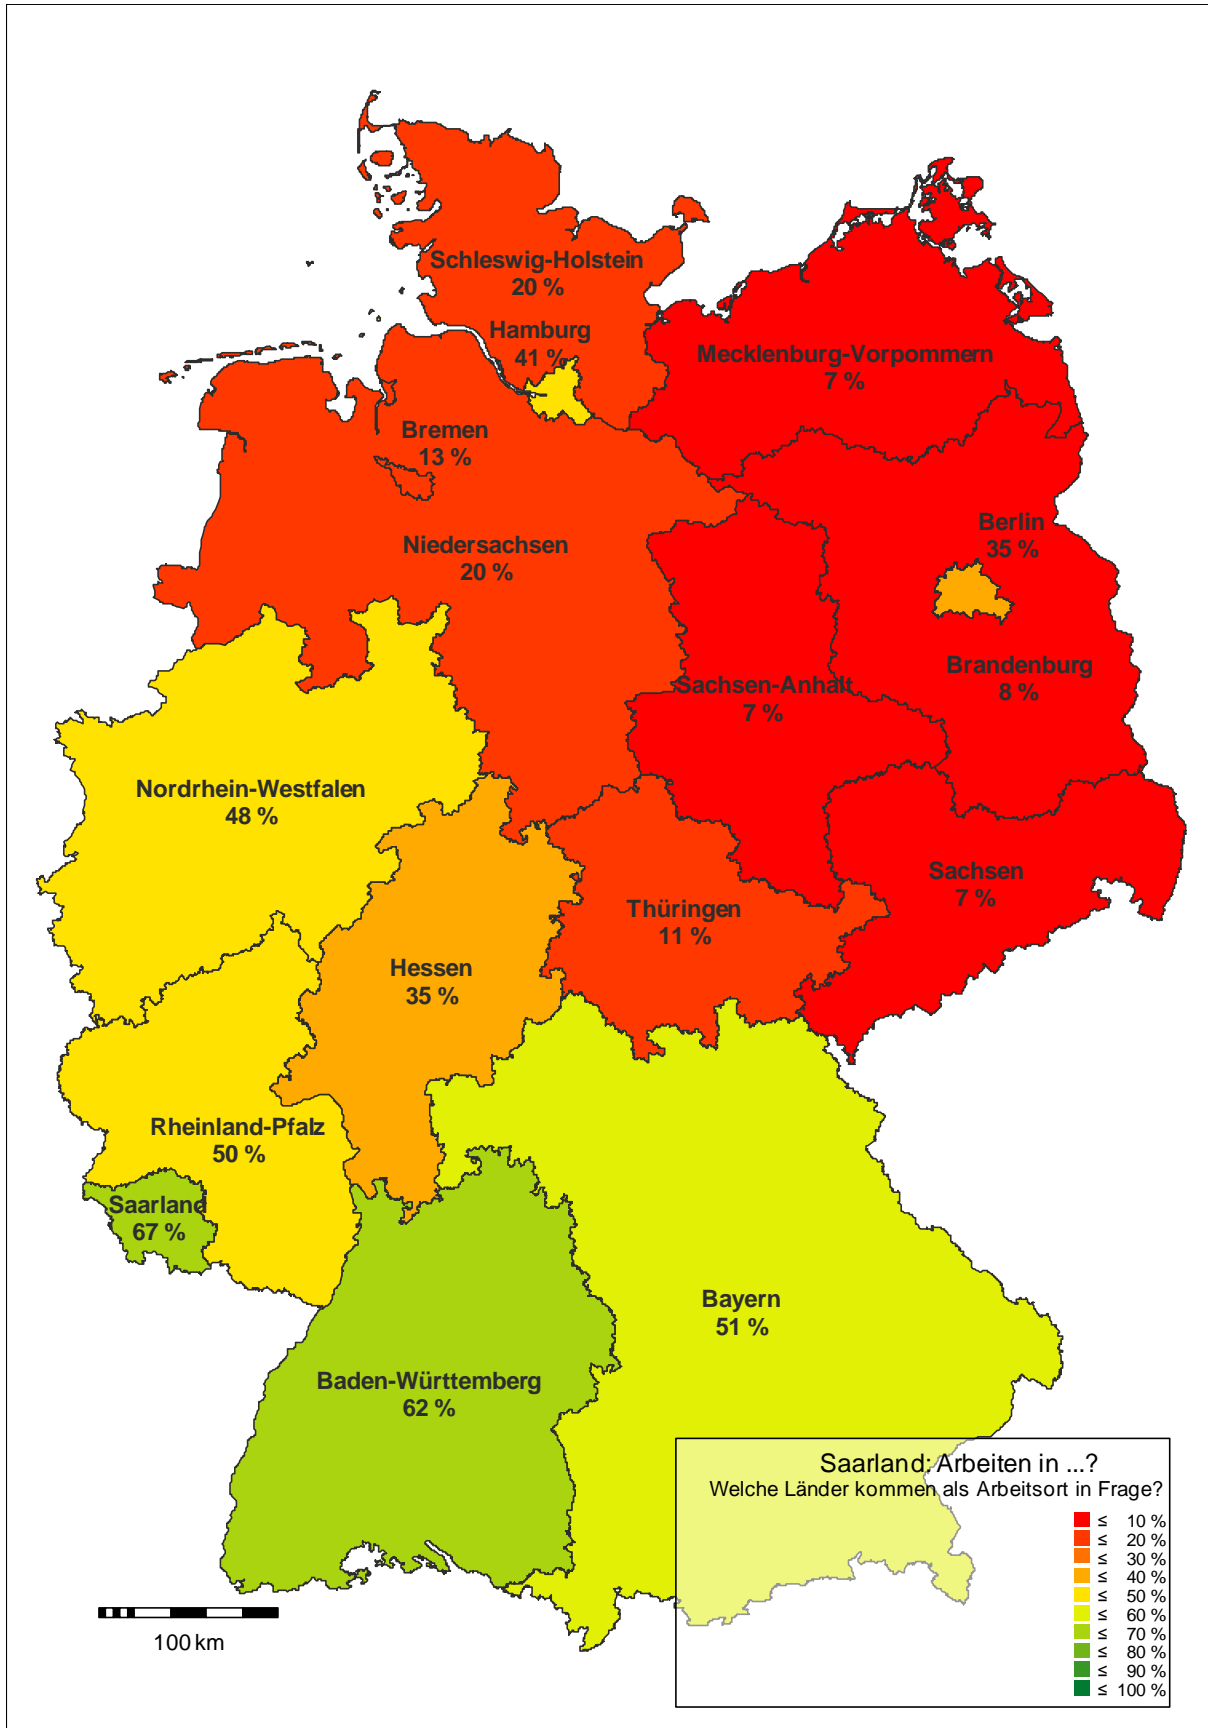 Schleswig-Holstein
20 %
Hamburg
41 %
Mecklenburg-Vorpommern
7 %
Bremen
13 %
Berlin
35 %
Niedersachsen
20 %
Brandenburg
8 %
Sachsen-Anhalt
7 %
Nordrhein-Westfalen
48 %
Sachsen
7 %
Thüringen
11 %
Hessen
35 %
Rheinland-Pfalz
50 %
Saarland
67 %
Bayern
51 %
Baden-Württemberg
62 %
Saarland: Arbeiten in ...?
Welche Länder kommen als Arbeitsort in Frage?
≤ 10 %
≤ 20 %
≤ 30 %
≤ 40 %
≤ 50 %
≤ 60 %
≤ 70 %
≤ 80 %
≤ 90 %
≤ 100 %
100 km